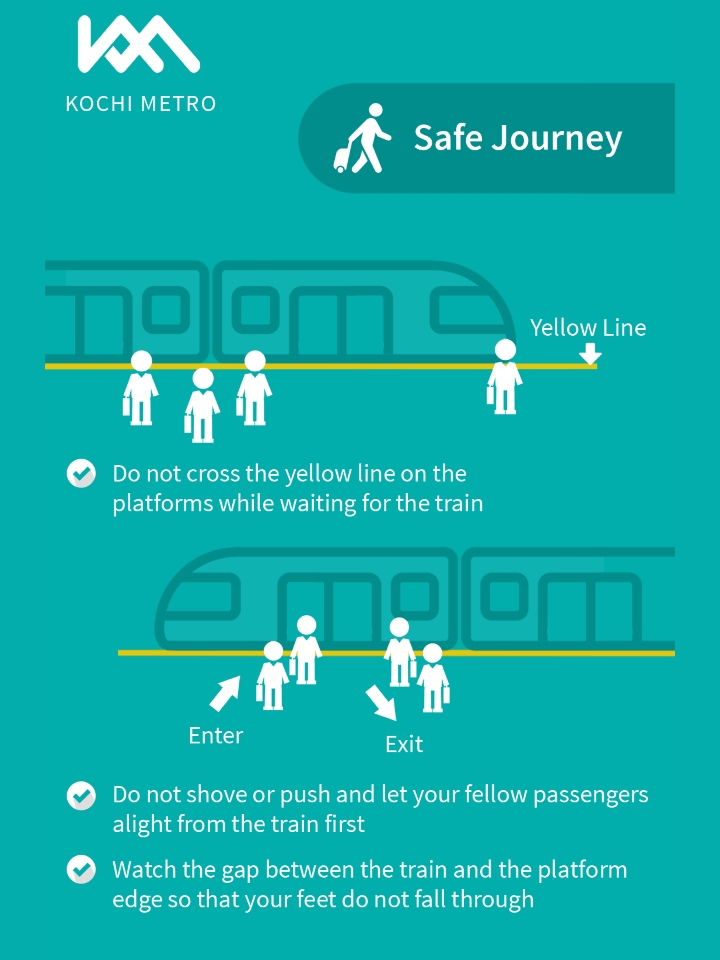 KOCHI METRO
Safe Journey
Yellow Line
Do not cross the yellow line on the
platforms while waiting for the train
Enter
Exit
Do not shove or push and let your fellow passengers
alight from the train first
Watch the gap between the train and the platform
edge so that your feet do not fall through